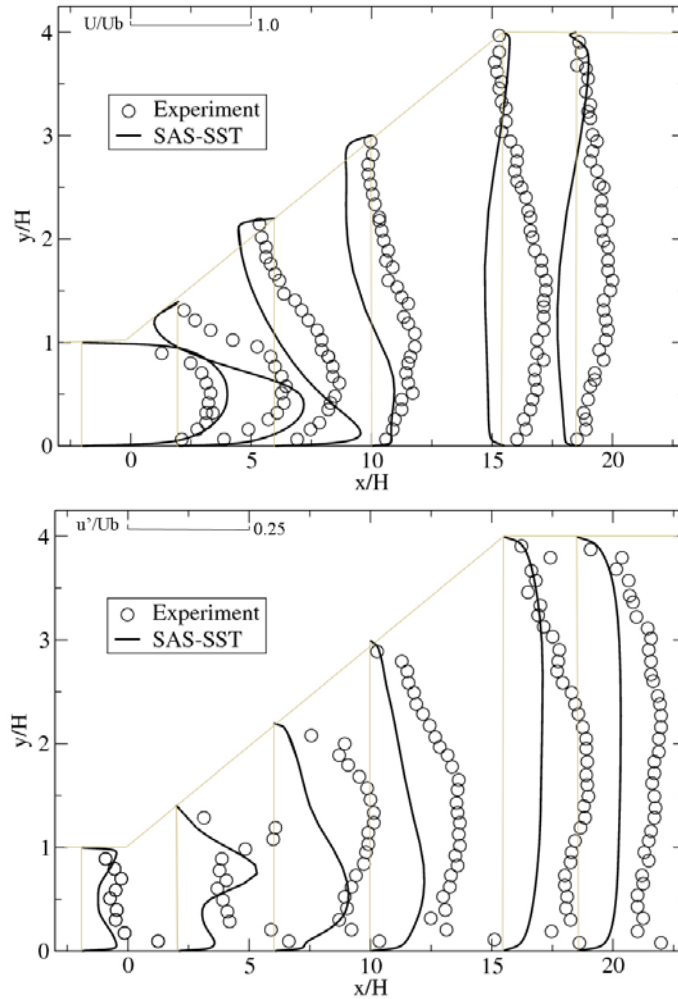 U/Ub 1.0
4
Experiment
SAS-SST
3
y/H
2
1
0
0 5 10 15 20
x/H
u'/Ub 0.25
4
Experiment
SAS-SST
3
y/H
2
1
0
0 5 10 15 20
x/H